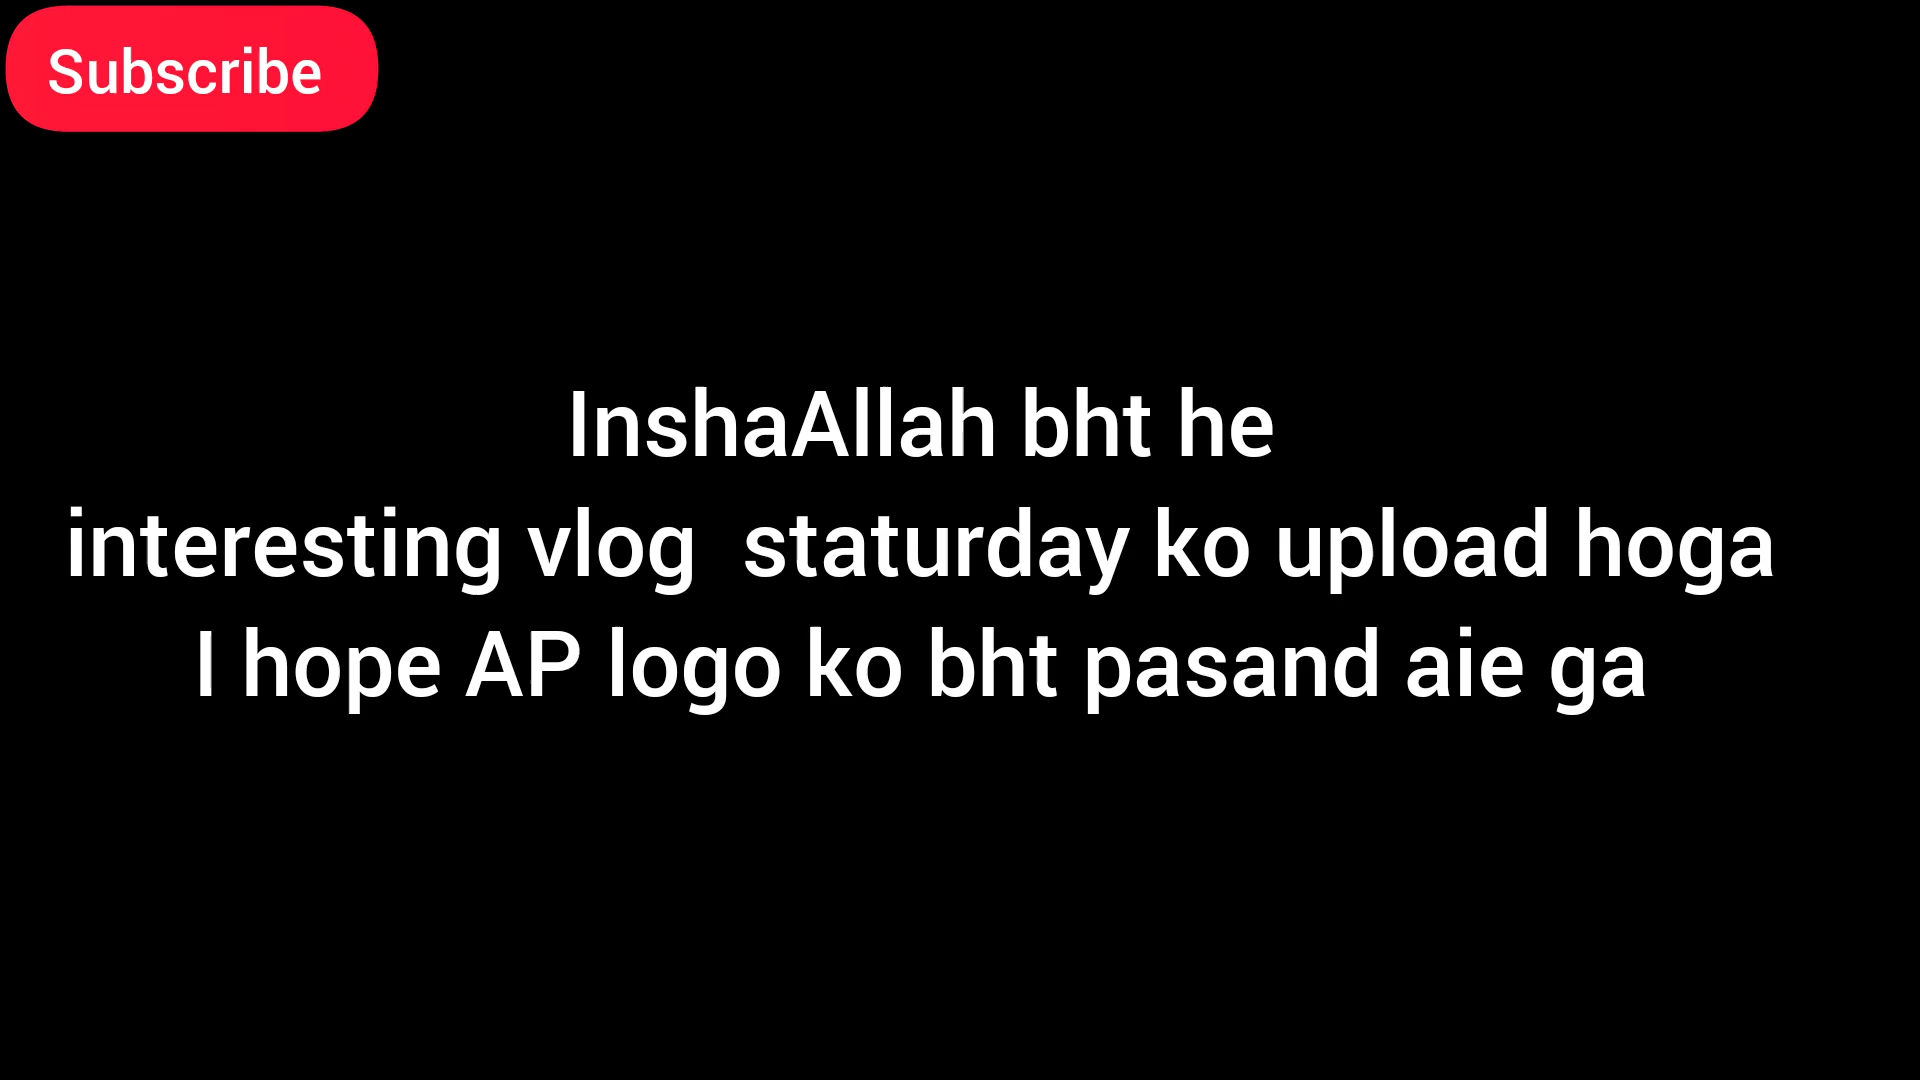 Subscribe
InshaAllah bht he
interesting vlog  staturday ko upload hoga
I hope AP logo ko bht pasand aie ga